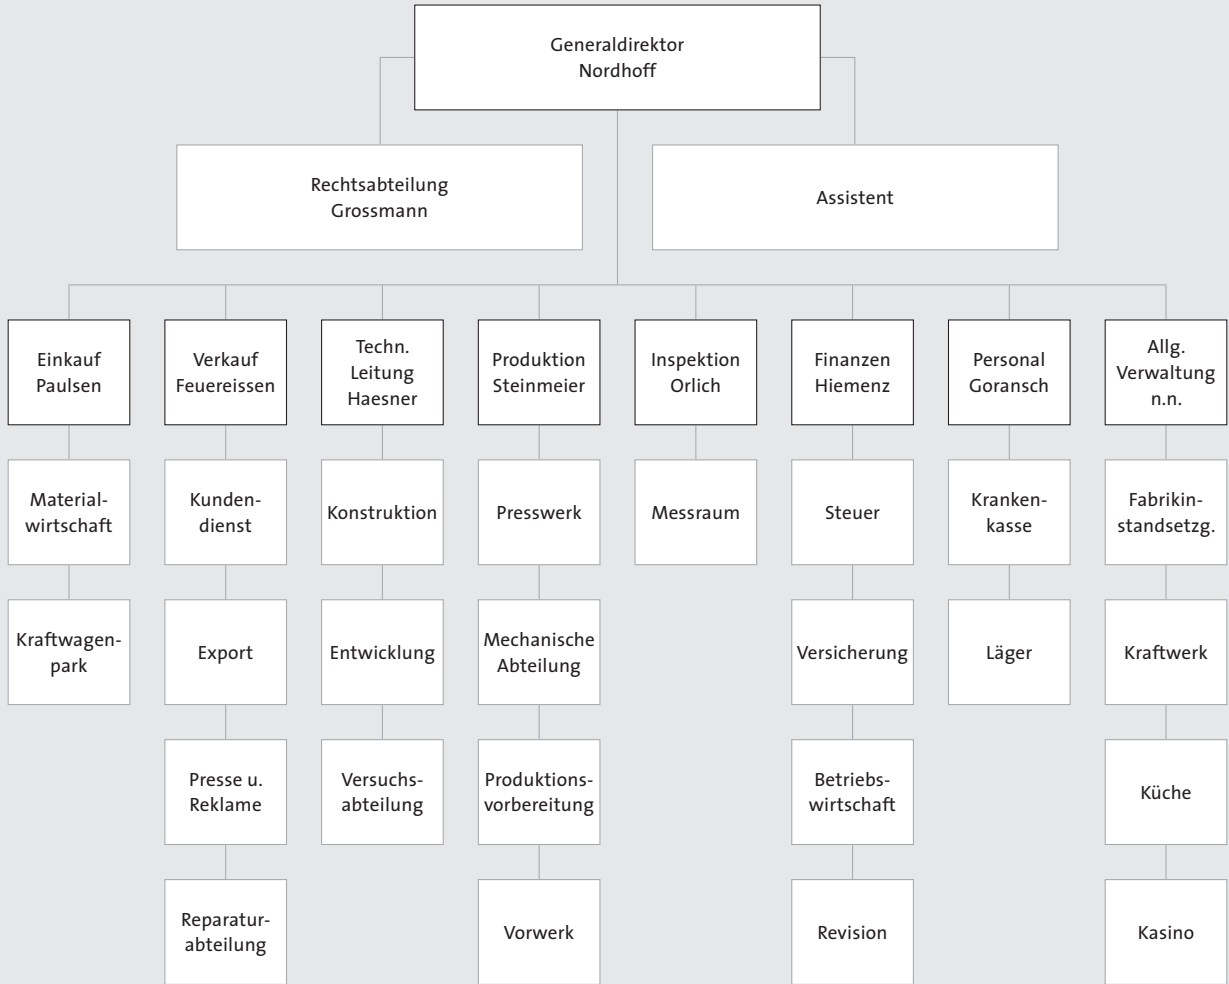 Generaldirektor
Nordhoff
Rechtsabteilung
Grossmann
Assistent
Einkauf
Paulsen
Verkauf
Feuereissen
Techn.
Leitung
Haesner
Produktion
Steinmeier
Inspektion
Orlich
Finanzen
Hiemenz
Personal
Goransch
Allg.
Verwaltung
n.n.
Material-
wirtschaft
Kunden-
dienst
Konstruktion
Presswerk
Messraum
Steuer
Kranken-
kasse
Fabrikin-
standsetzg.
Kraftwagen-
park
Export
Entwicklung
Mechanische
Abteilung
Versicherung
Läger
Kraftwerk
Presse u.
Reklame
Versuchs-
abteilung
Produktions-
vorbereitung
Betriebs-
wirtschaft
Küche
Reparatur-
abteilung
Vorwerk
Revision
Kasino